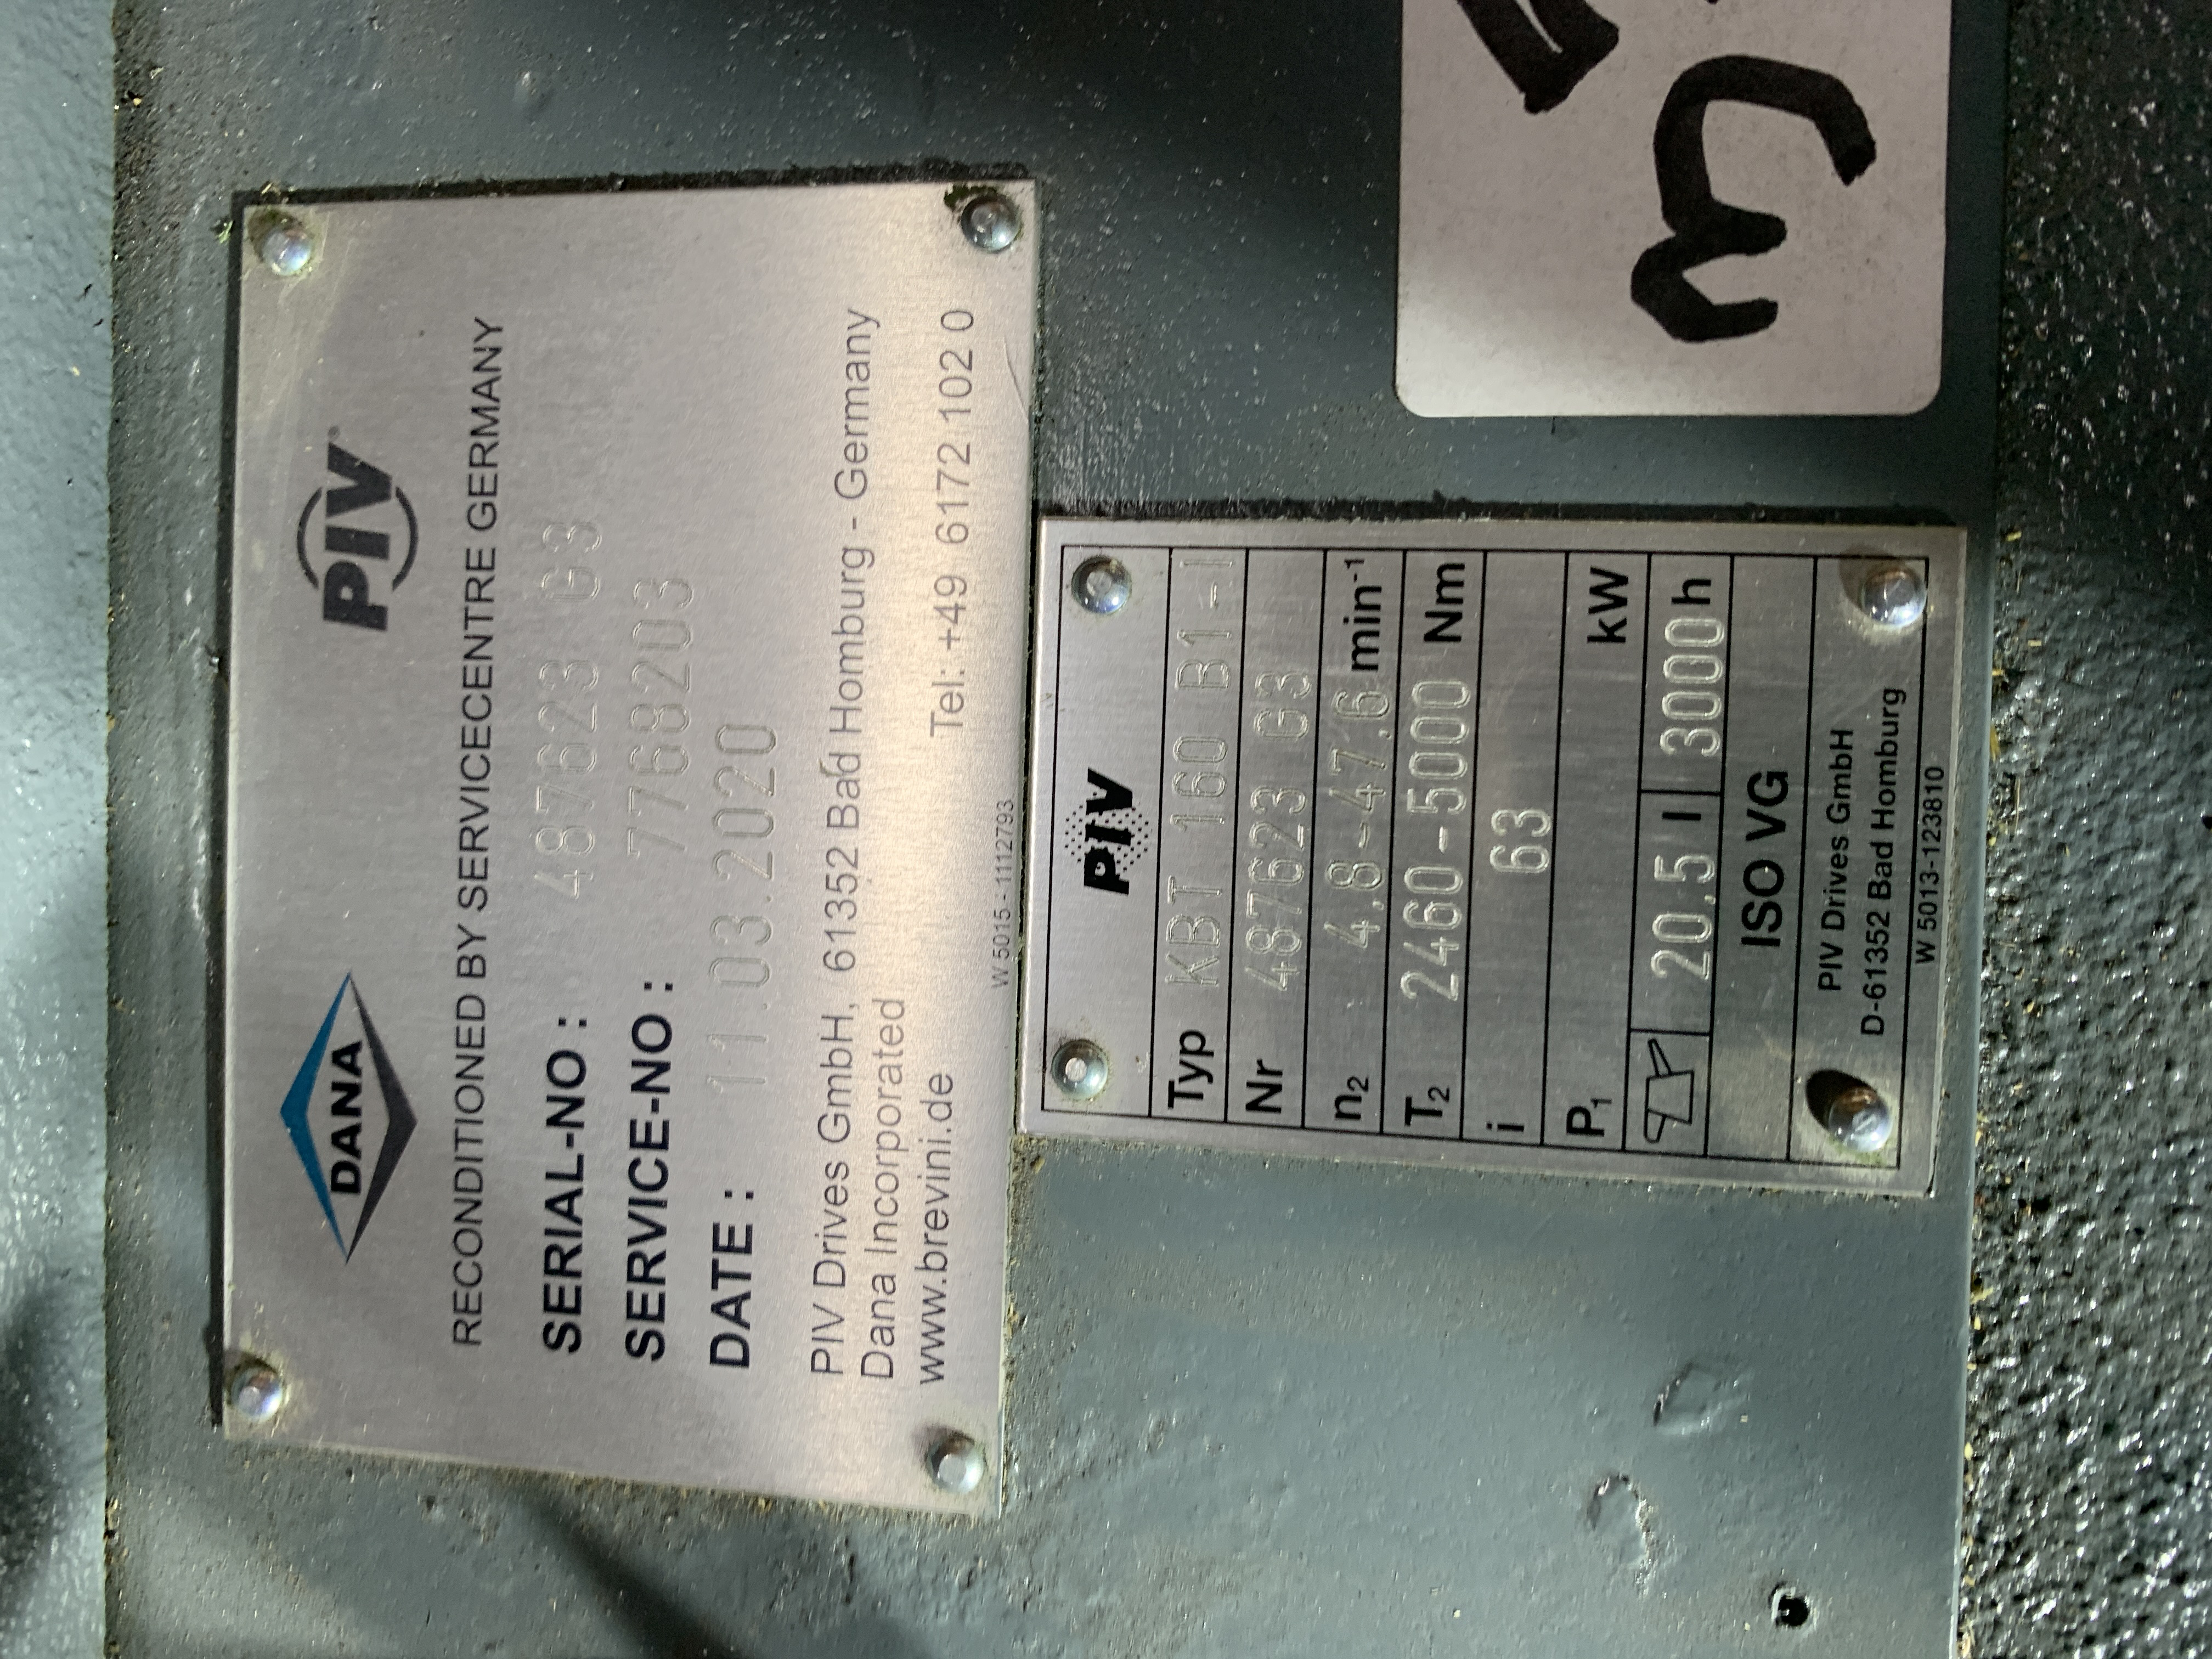 DANA
PIV
RECONDITIONED BY SERVICECENTRE GERMANY
SERIAL-NO : 487623 G3
SERVICE-NO : 7768203
DATE : 11.03.2020
PIV Drives GmbH, 61352 Bad Homburg - Germany
Dana Incorporated
www.brevini.de Tel.: +49 6172 102 0
W 5015 - 1112793
PIV
Typ KBT 160 B1-I
Nr 487623 G3
n₂ 4,8-47,6 min⁻¹
T₂ 2460-5000 Nm
i 63
P₁ kW
20.5 l 3000 h
ISO VG
PIV Drives GmbH
D-61352 Bad Homburg
W 5013-123810